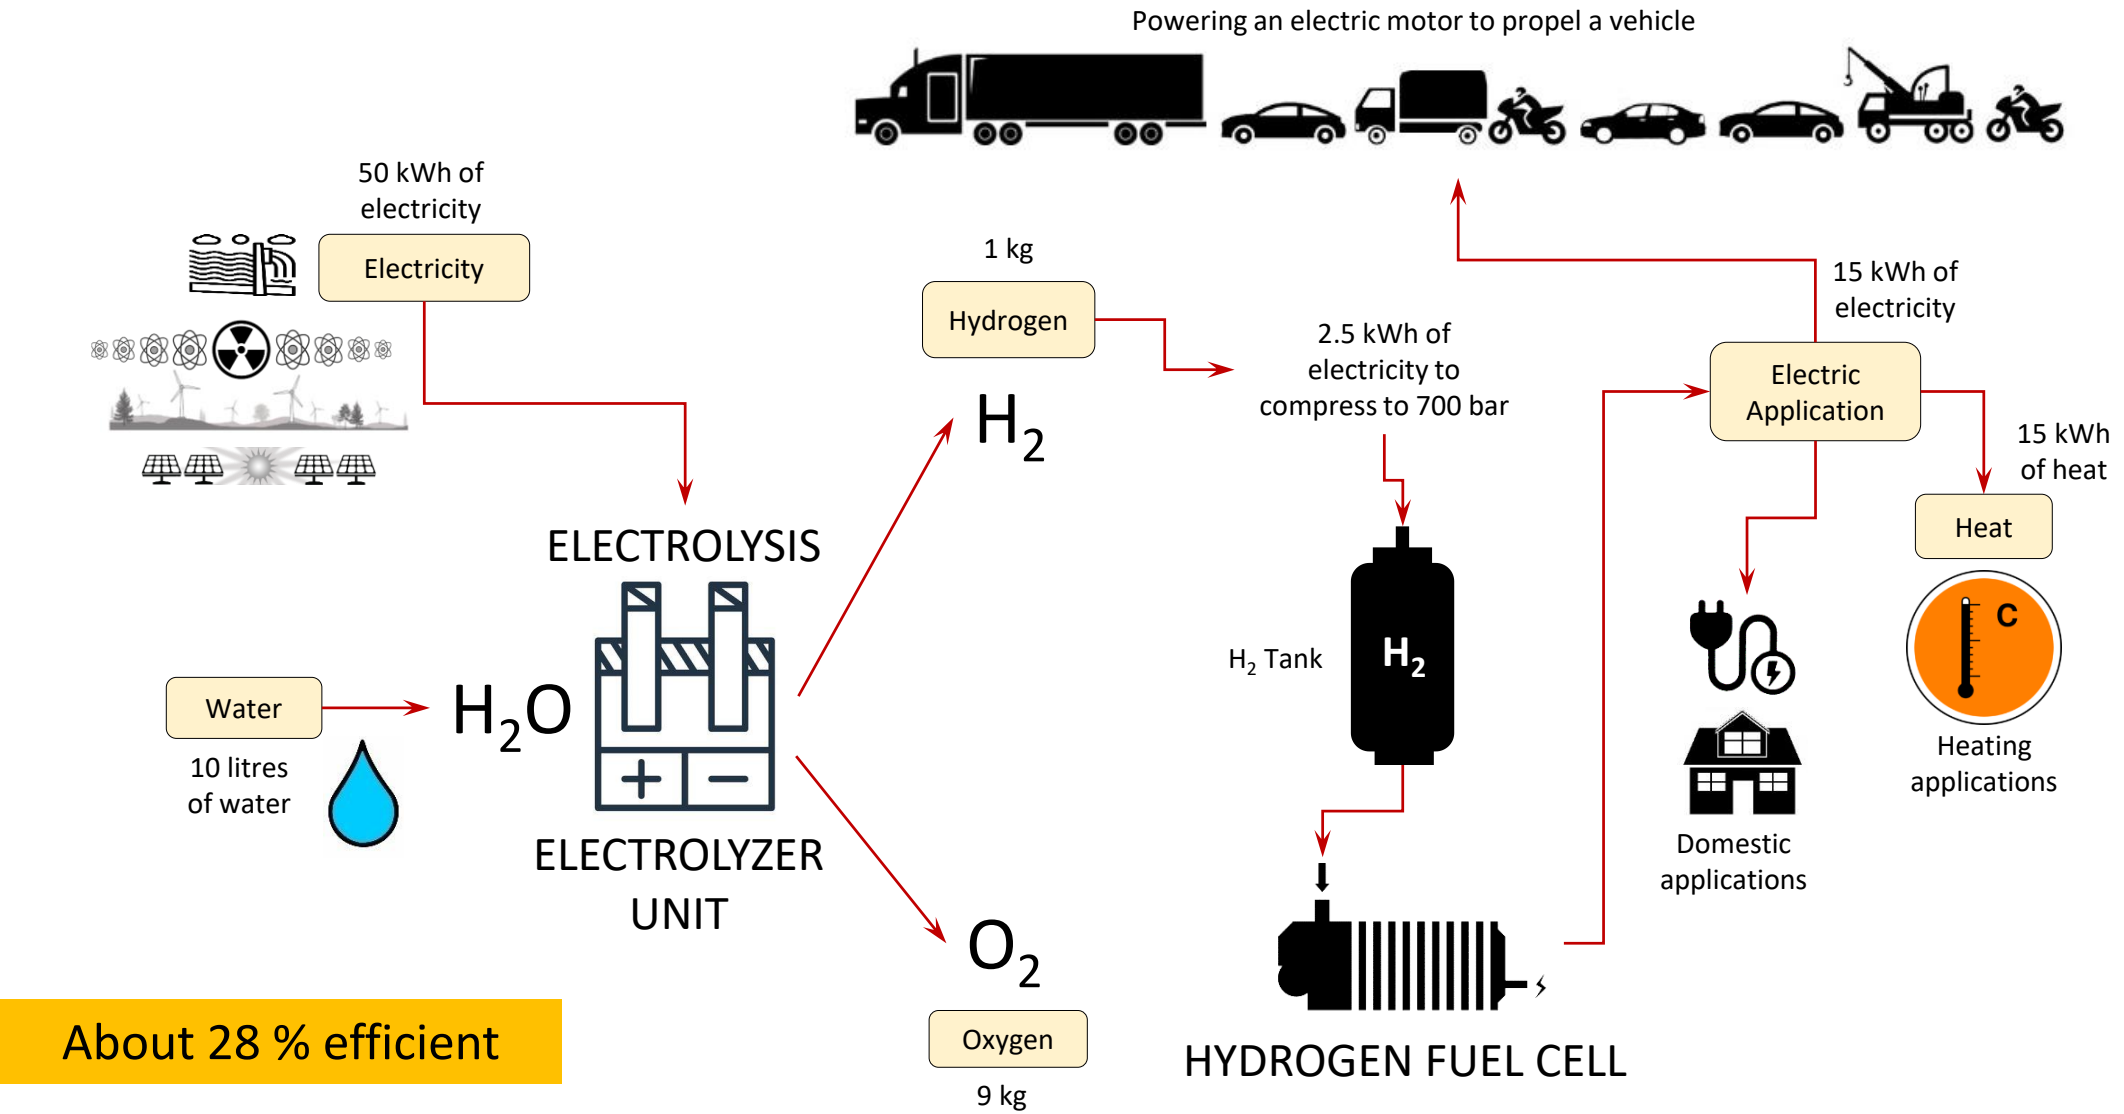 Powering an electric motor to propel a vehicle
50 kWh of
electricity
Electricity
1 kg
Hydrogen
H₂
2.5 kWh of
electricity to
compress to 700 bar
15 kWh of
electricity
Electric
Application
15 kWh
of heat
Heat
C
Heating
applications
ELECTROLYSIS
Water
H₂O
10 litres
of water
+ −
ELECTROLYZER
UNIT
H₂ Tank
H₂
Domestic
applications
O₂
Oxygen
9 kg
HYDROGEN FUEL CELL
About 28 % efficient